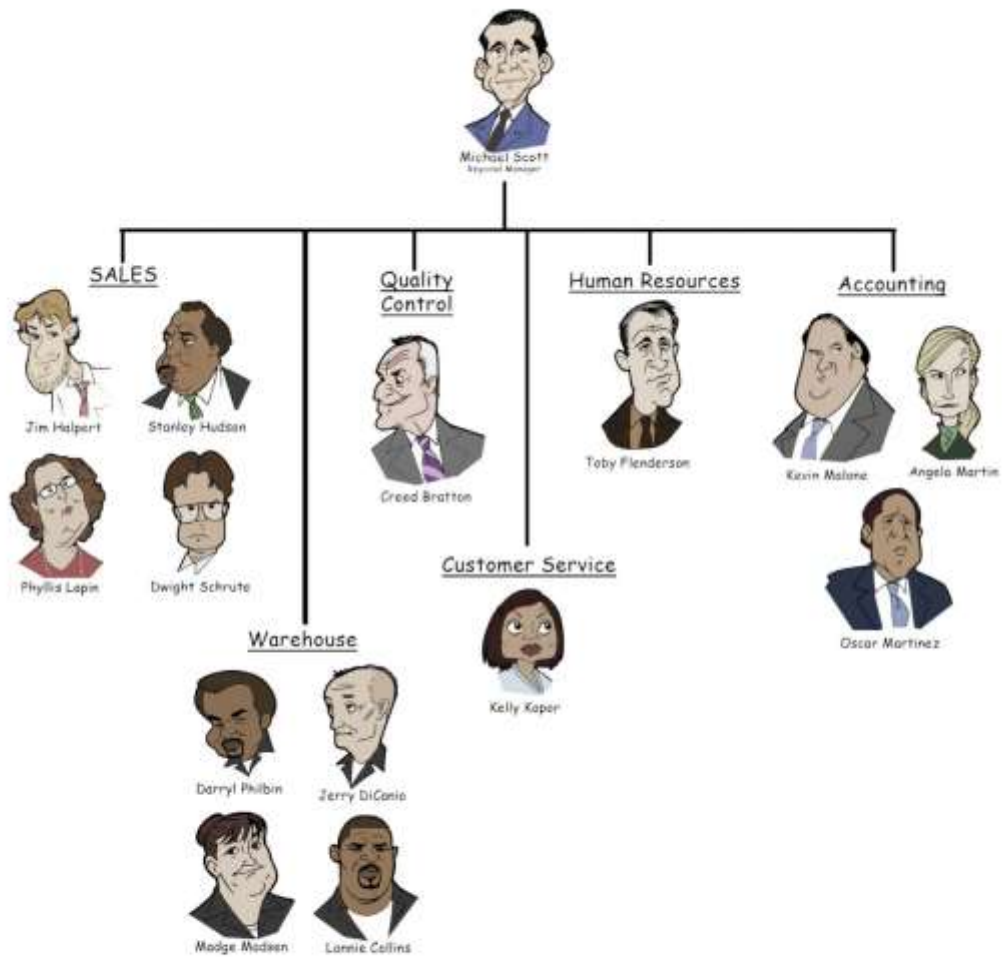 Michael Scott
Regional Manager
SALES
Jim Halpert
Stanley Hudson
Phyllis Lapin
Dwight Schrute
Warehouse
Darryl Philbin
Jerry DiCanio
Madge Madsen
Lonnie Collins
Quality
Control
Creed Bratton
Customer Service
Kelly Kapor
Human Resources
Toby Flenderson
Accounting
Kevin Malone
Angela Martin
Oscar Martinez